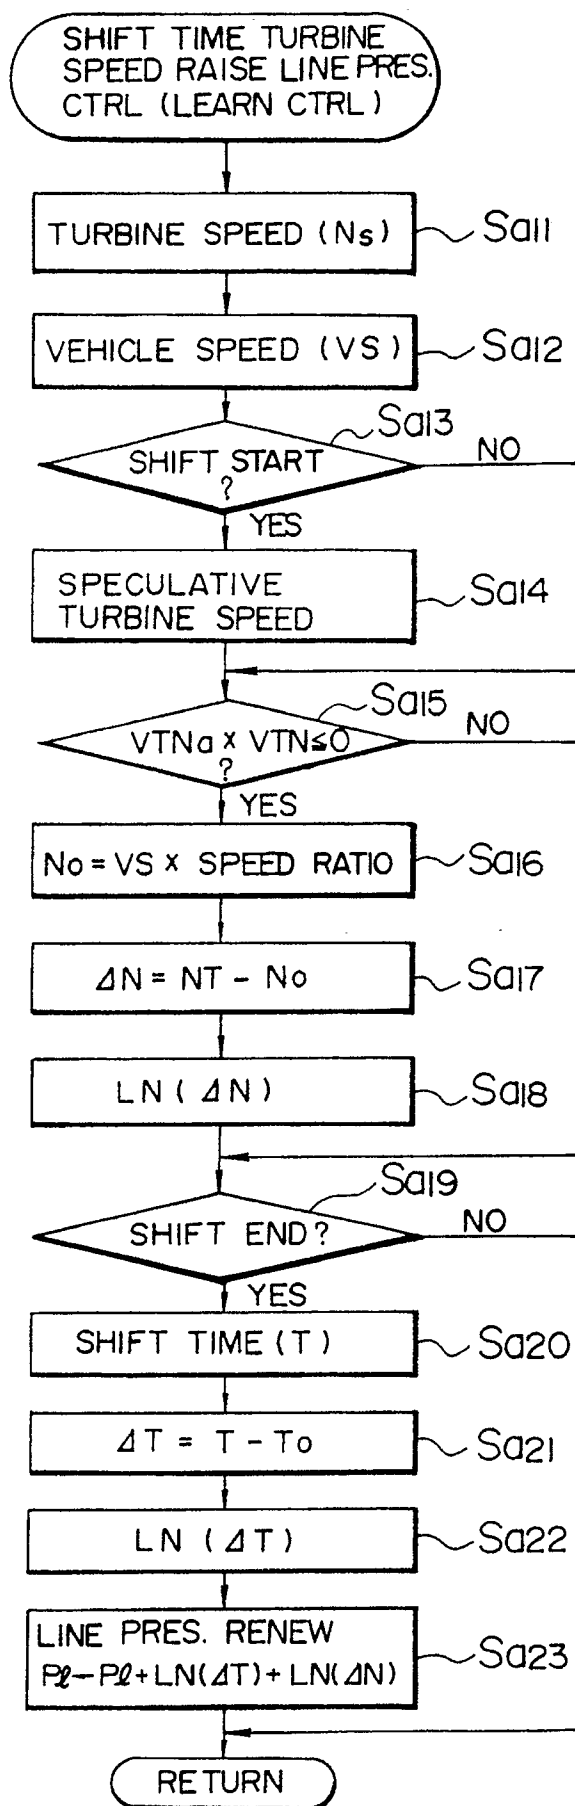 SHIFT TIME TURBINE
SPEED RAISE LINE PRES.
CTRL (LEARN CTRL)
TURBINE SPEED (Ns)
Sa11
VEHICLE SPEED (VS)
Sa12
Sa13
SHIFT START
?
NO
YES
SPECULATIVE
TURBINE SPEED
Sa14
Sa15
VTNa × VTN≦0
?
NO
YES
No = VS × SPEED RATIO
Sa16
ΔN = NT - No
Sa17
LN (ΔN)
Sa18
Sa19
SHIFT END?
NO
YES
SHIFT TIME (T)
Sa20
ΔT = T - To
Sa21
LN (ΔT)
Sa22
LINE PRES. RENEW
Pℓ-Pℓ+LN(ΔT)+LN(ΔN)
Sa23
RETURN